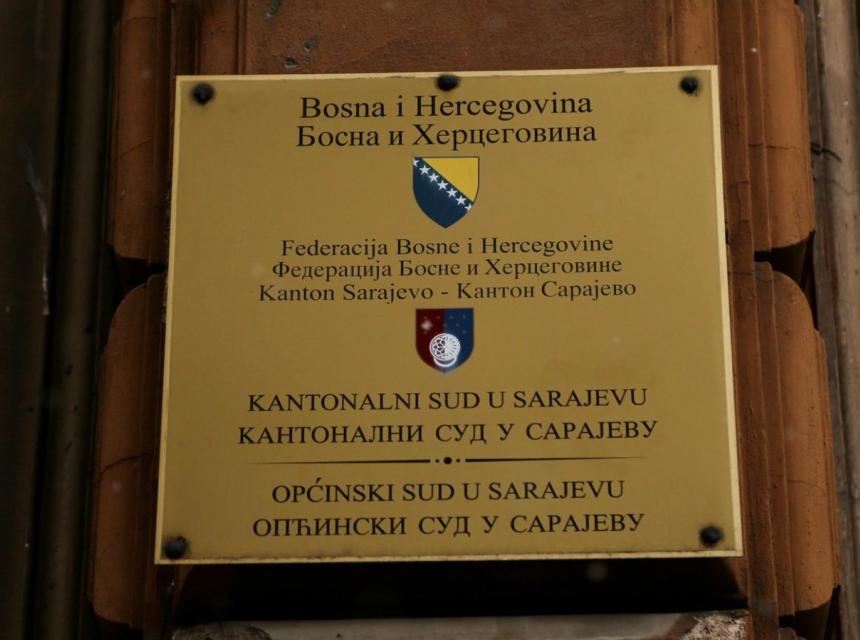 Bosna i Hercegovina
Босна и Херцеговина
Federacija Bosne i Hercegovine
Федерација Босне и Херцеговине
Kanton Sarajevo - Кантон Сарајево
KANTONALNI SUD U SARAJEVU
КАНТОНАЛНИ СУД У САРАЈЕВУ
OPĆINSKI SUD U SARAJEVU
ОПЋИНСКИ СУД У САРАЈЕВУ